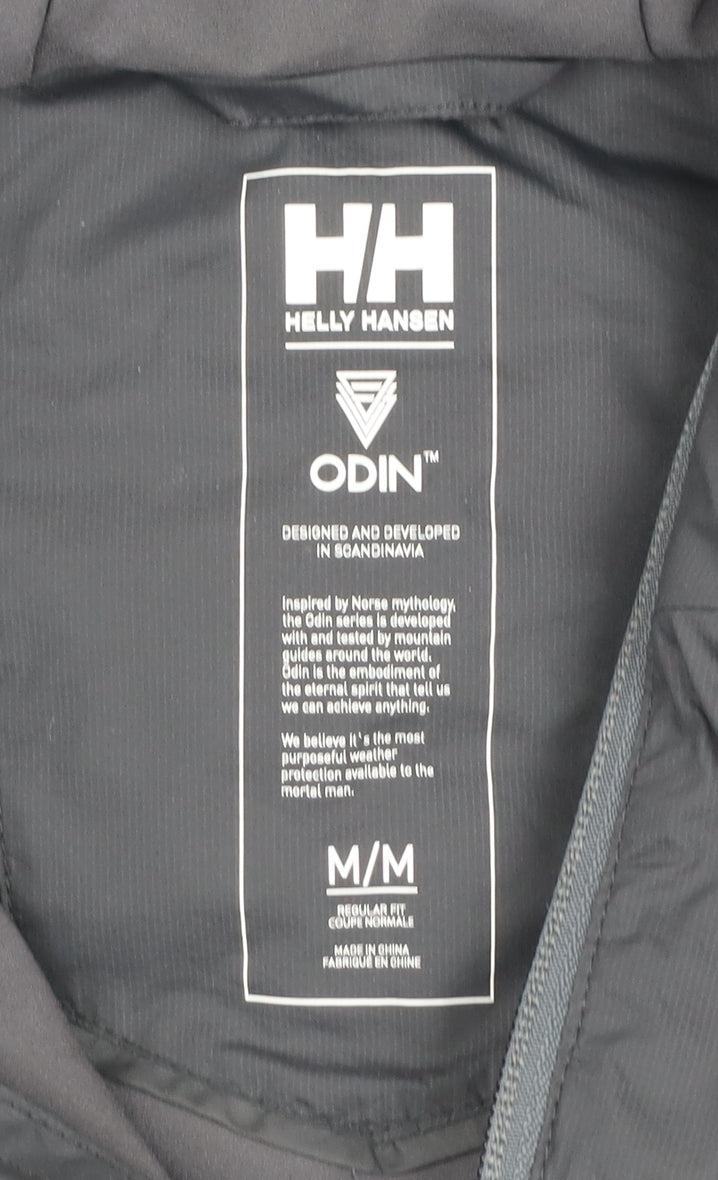 H/H
HELLY HANSEN
ODIN™
DESIGNED AND DEVELOPED
IN SCANDINAVIA
Inspired by Norse mythology,
the Odin series is developed
with and tested by mountain
guides around the world.
Odin is the embodiment of
the eternal spirit that tell us
we can achieve anything.
We believe it's the most
purposeful weather
protection available to the
mortal man.
M/M
REGULAR FIT
COUPE NORMALE
MADE IN CHINA
FABRIQUÉ EN CHINE